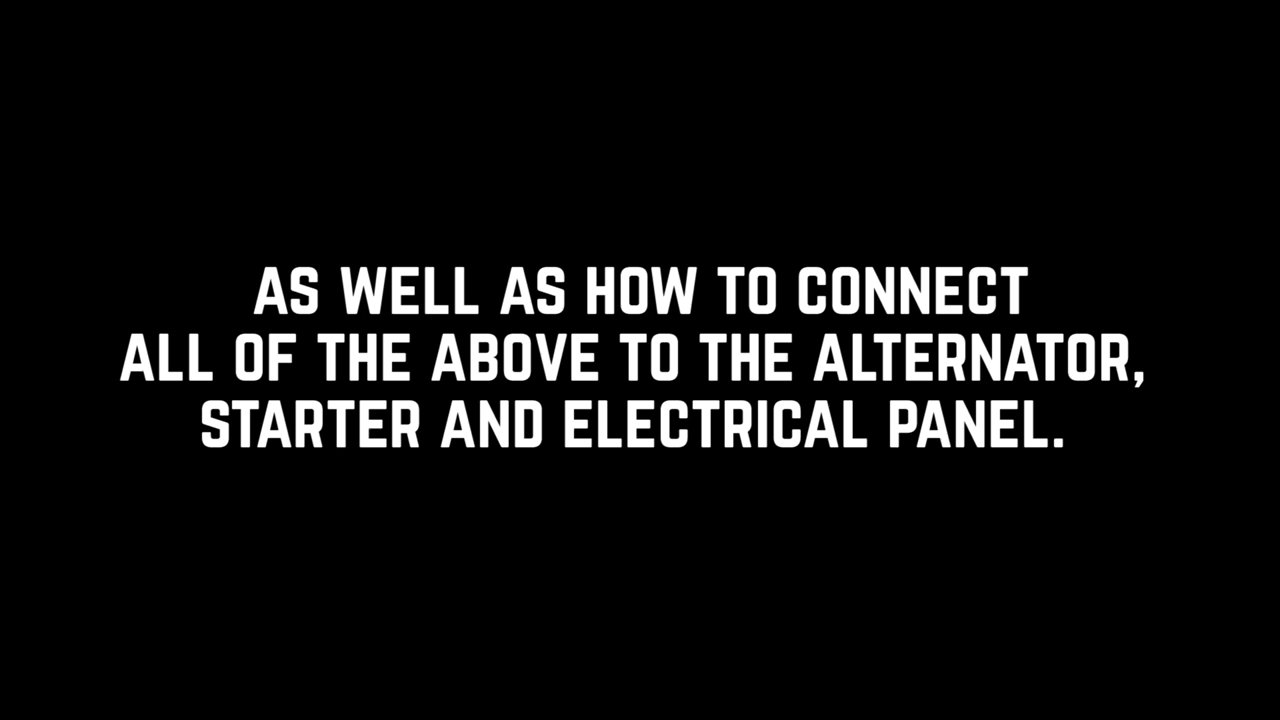 AS WELL AS HOW TO CONNECT
ALL OF THE ABOVE TO THE ALTERNATOR,
STARTER AND ELECTRICAL PANEL.